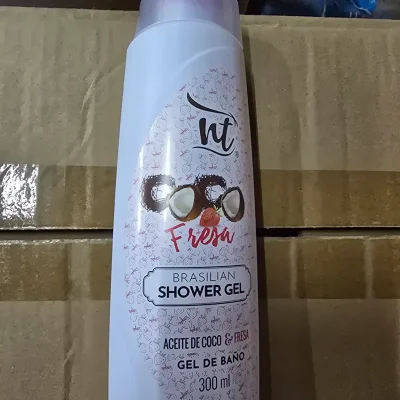 nt
COCO
Fresa
BRASILIAN
SHOWER GEL
ACEITE DE COCO & FRESA
GEL DE BAÑO
300 ml